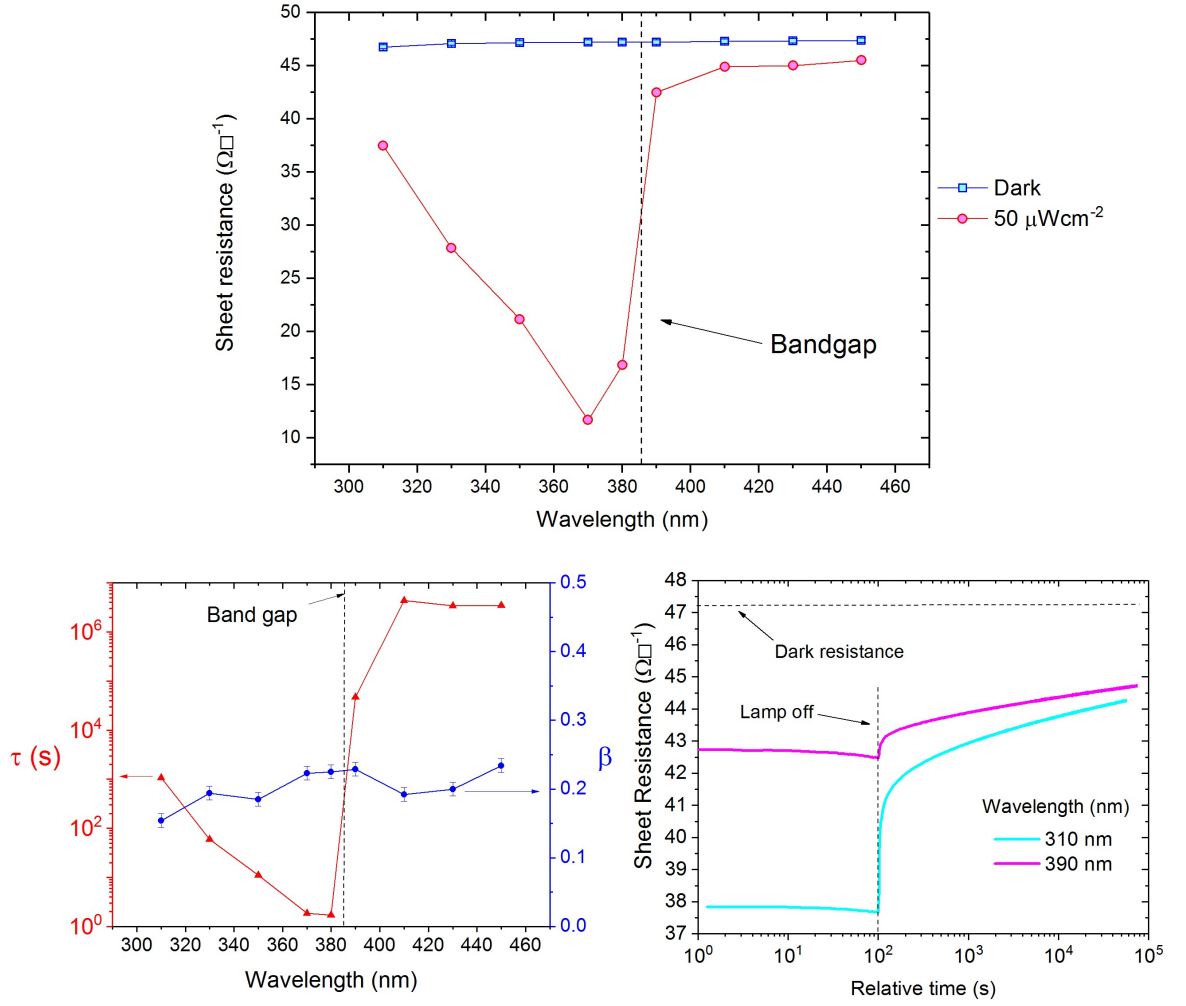 50
45
40
35
30
25
20
15
10
Sheet resistance (Ω□⁻¹)
300 320 340 360 380 400 420 440 460
Wavelength (nm)
Bandgap
Dark
50 μWcm⁻²
10⁶
10⁴
10²
10⁰
τ (s)
Band gap
0.5
0.4
0.3
0.2
0.1
0.0
β
300 320 340 360 380 400 420 440 460
Wavelength (nm)
48
47
46
45
44
43
42
41
40
39
38
37
Sheet Resistance (Ω□⁻¹)
Dark resistance
Lamp off
Wavelength (nm)
310 nm
390 nm
10⁰ 10¹ 10² 10³ 10⁴ 10⁵
Relative time (s)